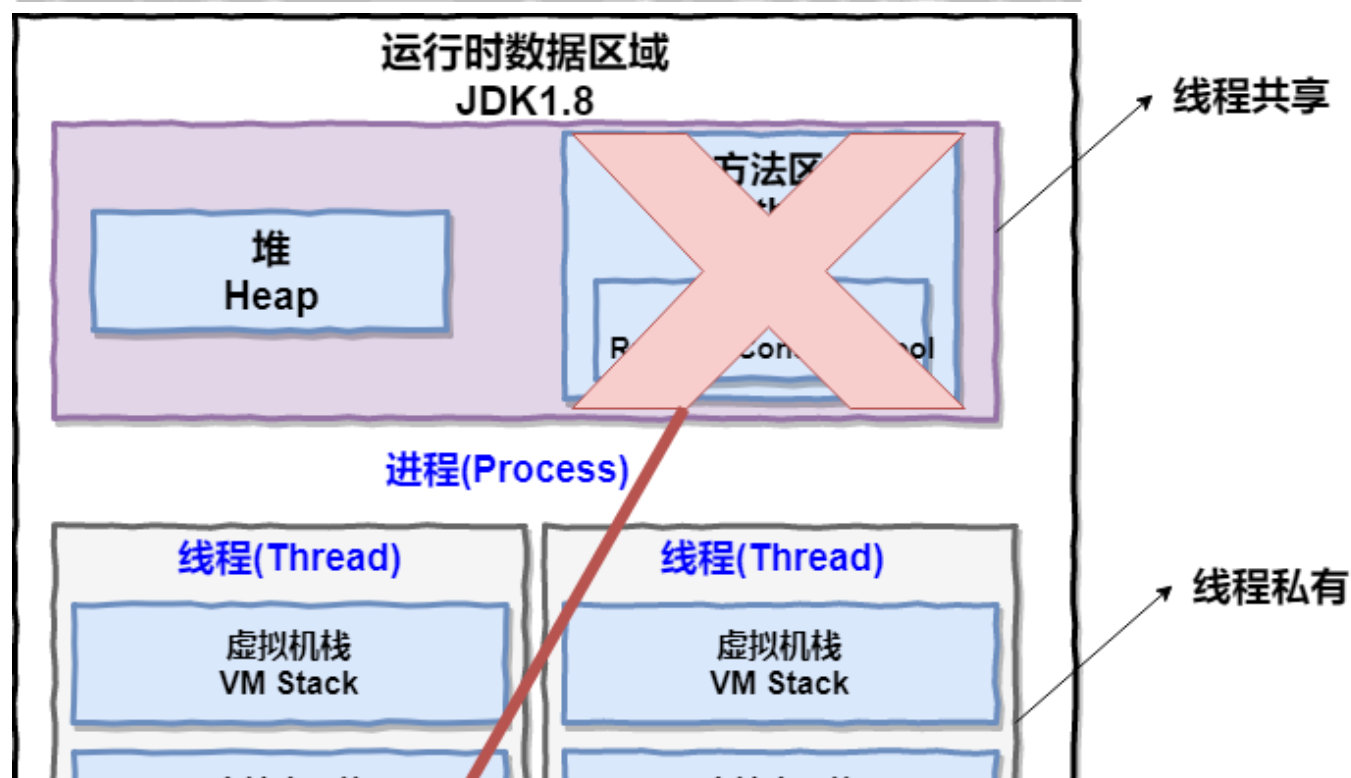 运行时数据区域
JDK1.8
线程共享
方法区
堆
Heap
进程(Process)
线程(Thread)
线程(Thread)
线程私有
虚拟机栈
VM Stack
虚拟机栈
VM Stack